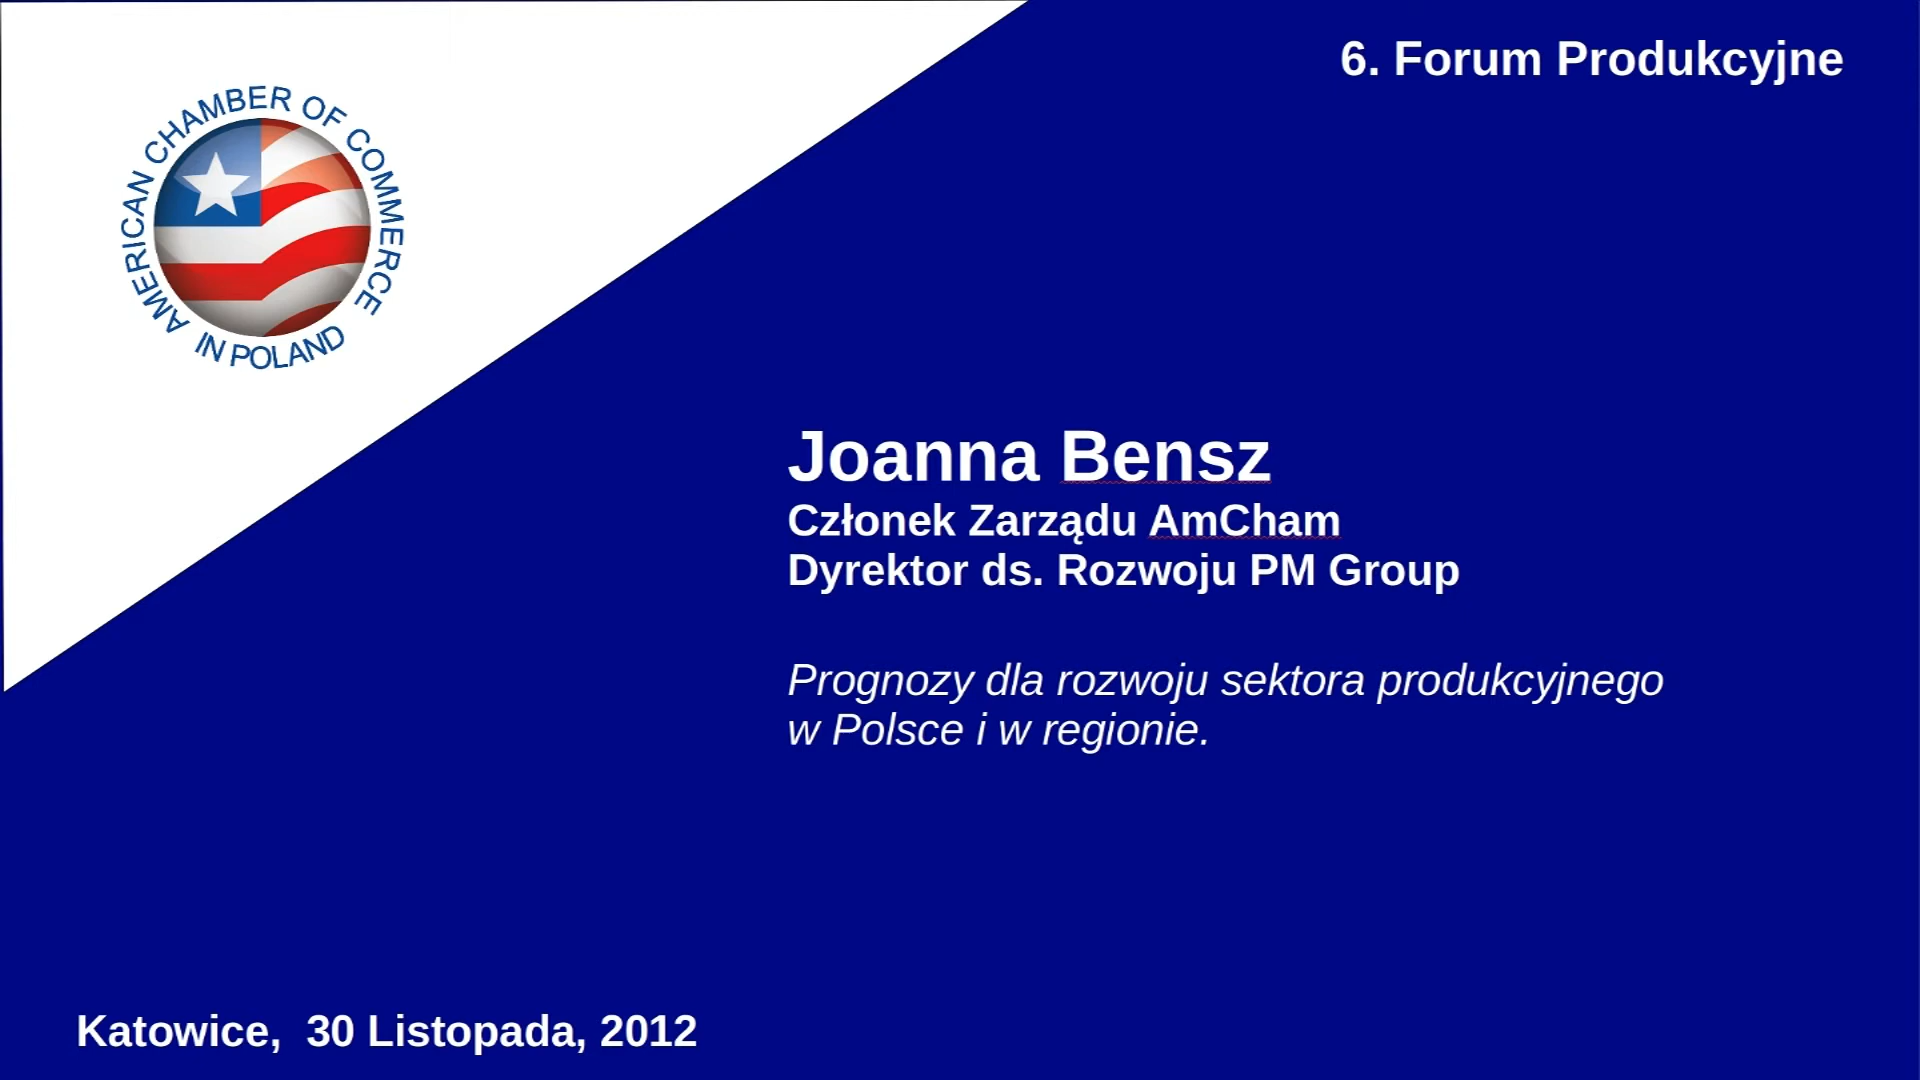 6. Forum Produkcyjne
AMERICAN CHAMBER OF COMMERCE
IN POLAND
Joanna Bensz
Członek Zarządu AmCham
Dyrektor ds. Rozwoju PM Group
Prognozy dla rozwoju sektora produkcyjnego
w Polsce i w regionie.
Katowice,  30 Listopada, 2012